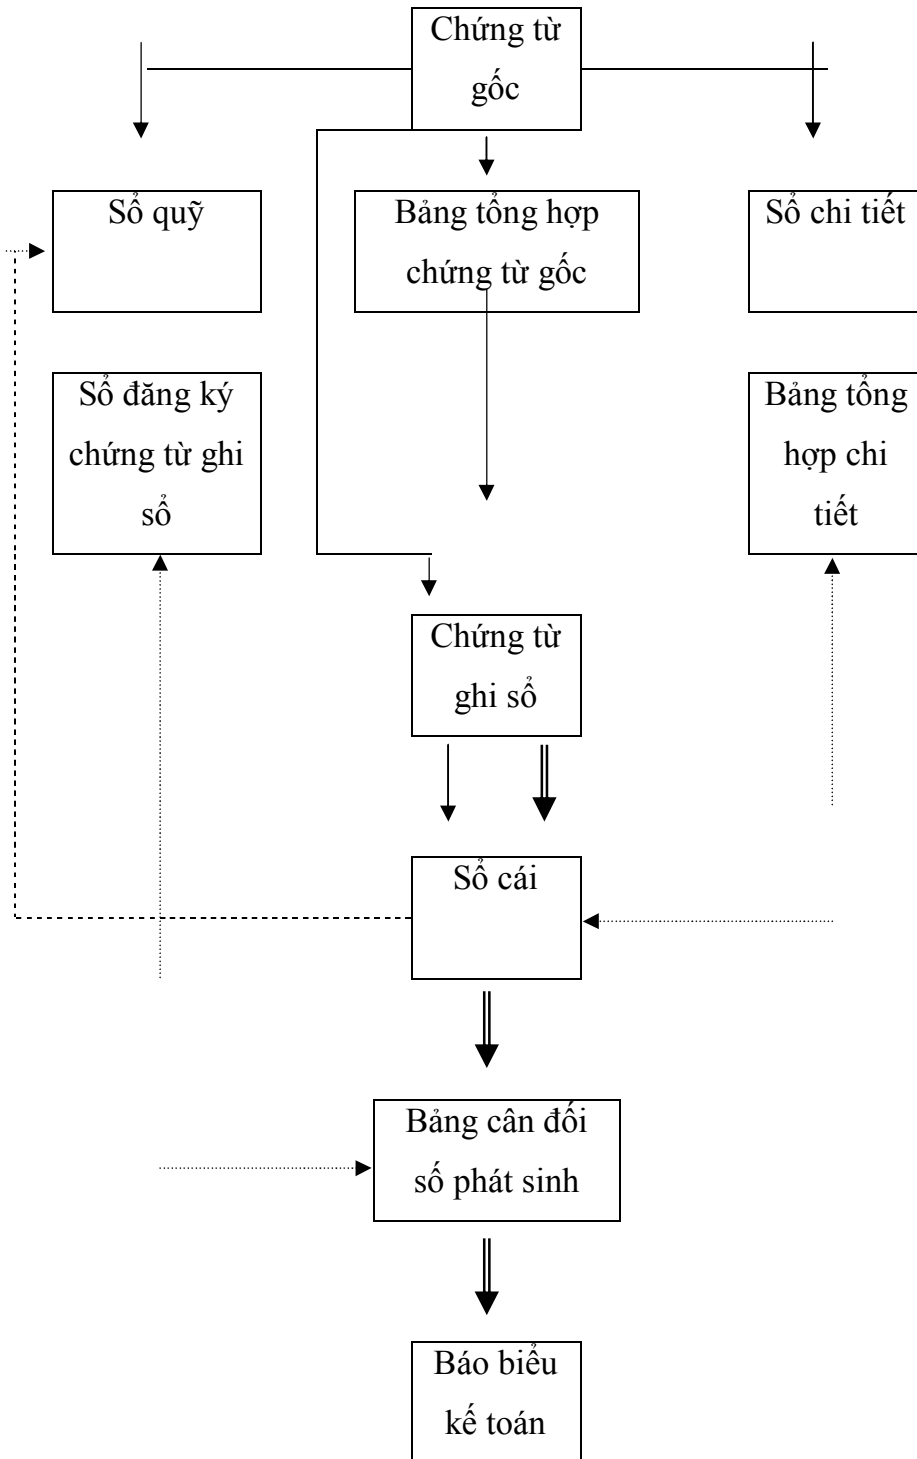 Chứng từ
gốc
Sổ quỹ
Bảng tổng hợp
chứng từ gốc
Sổ chi tiết
Sổ đăng ký
chứng từ ghi
sổ
Bảng tổng
hợp chi
tiết
Chứng từ
ghi sổ
Sổ cái
Bảng cân đối
số phát sinh
Báo biểu
kế toán